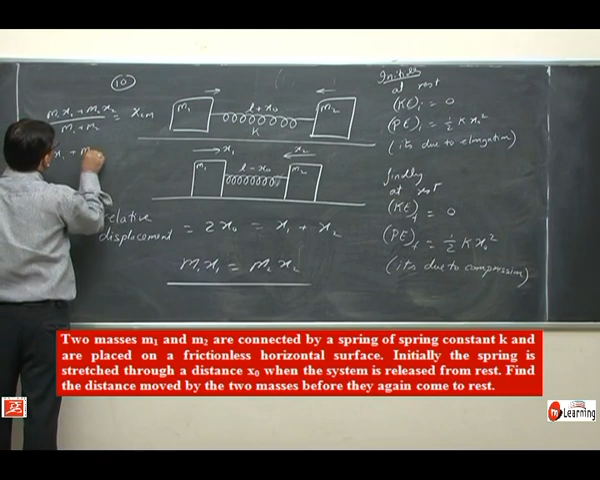 10
m₁x₁ + m₂x₂
m₁ + m₂
= x_cm
m₁
l + x₀
K
m₂
x₁
x₂
m₁
l - x₀
m₂
x₁ + m
relative
displacement
= 2x₀ = x₁ + x₂
m₁x₁ = m₂x₂
Initially
at rest
(KE)ᵢ = 0
(PE)ᵢ = ½ K x₀²
(its due to elongation)
finally
at rest
(KE)f = 0
(PE)f = ½ K x₀²
(its due to compression)
Two masses m₁ and m₂ are connected by a spring of spring constant k and
are placed on a frictionless horizontal surface. Initially the spring is
stretched through a distance x₀ when the system is released from rest. Find
the distance moved by the two masses before they again come to rest.
m Learning